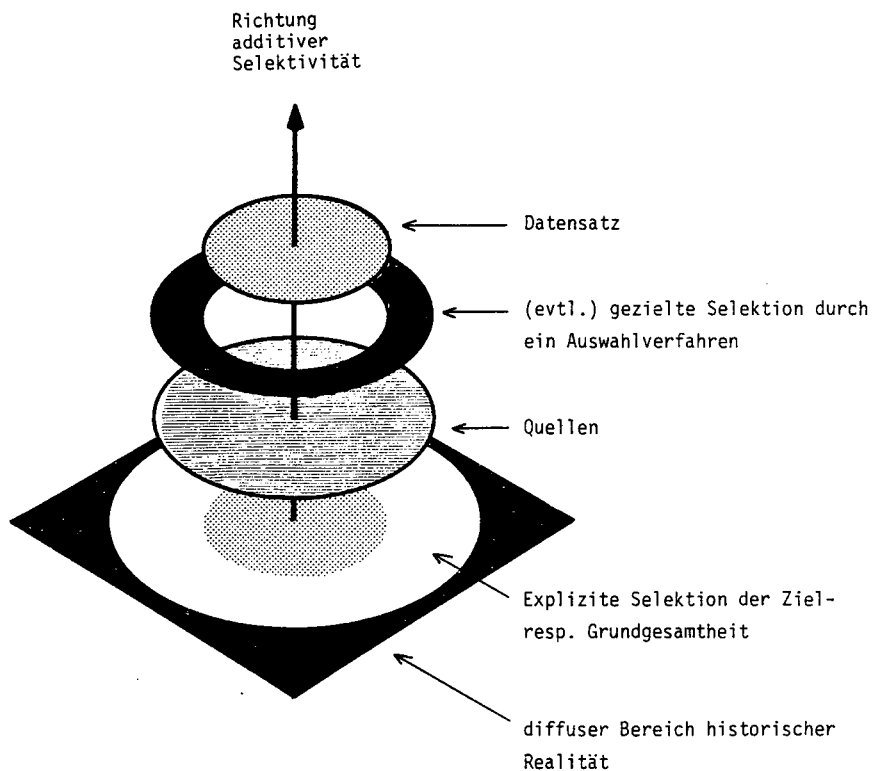 Richtung
additiver
Selektivität
Datensatz
(evtl.) gezielte Selektion durch
ein Auswahlverfahren
Quellen
Explizite Selektion der Ziel-
resp. Grundgesamtheit
diffuser Bereich historischer
Realität